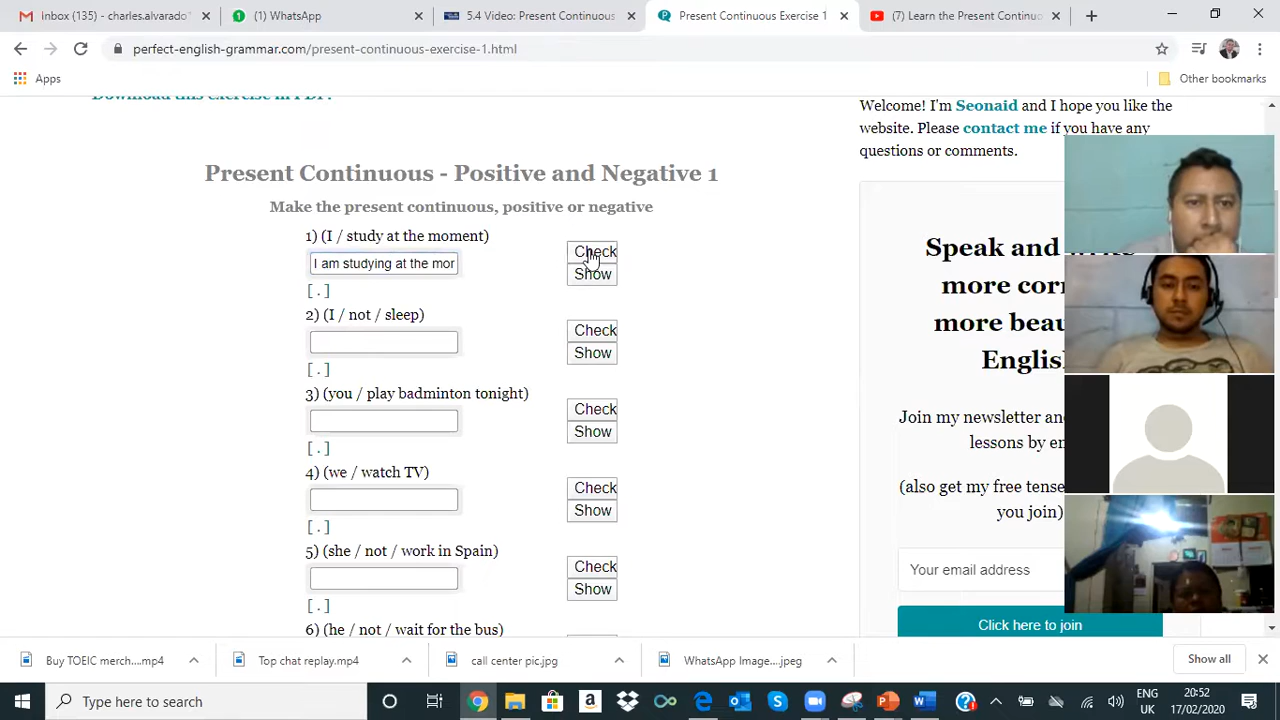 Inbox (135) - charles.alvarado
(1) WhatsApp
5.4 Video: Present Continuous
Present Continuous Exercise 1
(7) Learn the Present Continuo
perfect-english-grammar.com/present-continuous-exercise-1.html
Apps
Other bookmarks
Download this exercise in PDF.
Welcome! I'm Seonaid and I hope you like the
website. Please contact me if you have any
questions or comments.
Present Continuous - Positive and Negative 1
Make the present continuous, positive or negative
1) (I / study at the moment)
I am studying at the mor
Check
Show
[ . ]
2) (I / not / sleep)
Check
Show
[ . ]
3) (you / play badminton tonight)
Check
Show
[ . ]
4) (we / watch TV)
Check
Show
[ . ]
5) (she / not / work in Spain)
Check
Show
[ . ]
6) (he / not / wait for the bus)
Speak and
more cor
more beau
English
Join my newsletter and
lessons by em
(also get my free tense
you join)
Your email address
Click here to join
Buy TOEIC merch....mp4
Top chat replay.mp4
call center pic.jpg
WhatsApp Image....jpeg
Show all
Type here to search
ENG
UK
20:52
17/02/2020